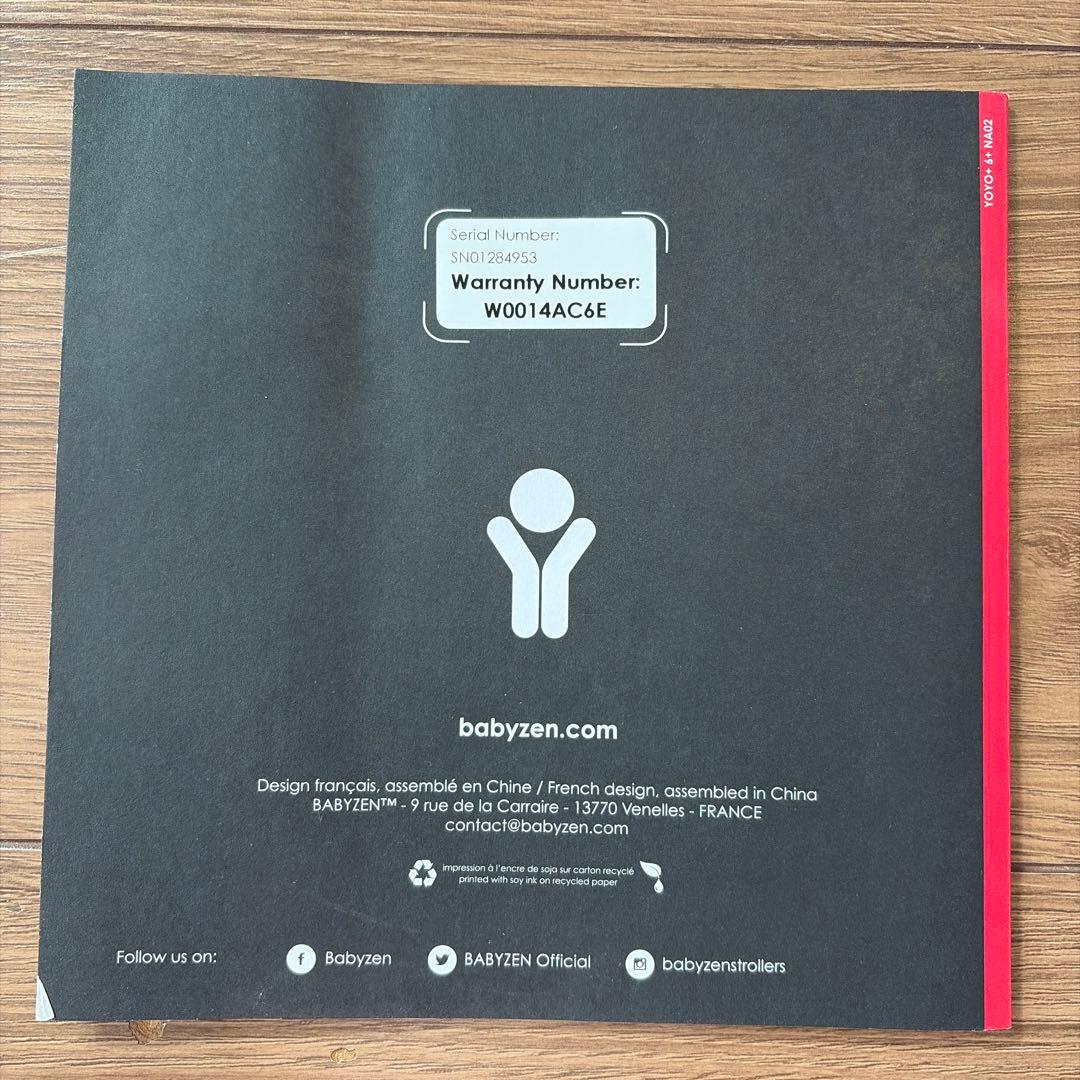 YOYO+ 6+ NA02
Serial Number:
SN01284953
Warranty Number:
W0014AC6E
babyzen.com
Design français, assemblé en Chine / French design, assembled in China
BABYZEN™ - 9 rue de la Carraire - 13770 Venelles - FRANCE
contact@babyzen.com
impression à l'encre de soja sur carton recyclé
printed with soy ink on recycled paper
Follow us on:
f Babyzen
BABYZEN Official
babyzenstrollers